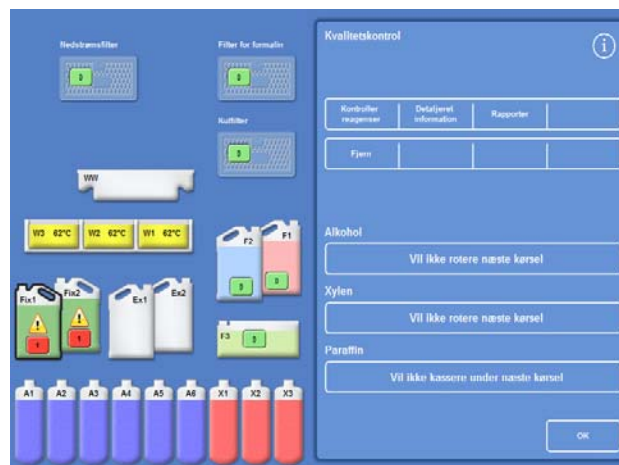 Nedstrømsfilter
Filter for formalin
Kvalitetskontrol
i
Kulfilter
Kontroller
reagenser
Detaljeret
information
Rapporter
Fjern
WW
W3 62°C
W2 62°C
W1 62°C
F2
F1
Alkohol
Vil ikke rotere næste kørsel
Xylen
Vil ikke rotere næste kørsel
Fix1
Fix2
Ex1
Ex2
1
1
F3
Paraffin
Vil ikke kassere under næste kørsel
A1
A2
A3
A4
A5
A6
X1
X2
X3
OK